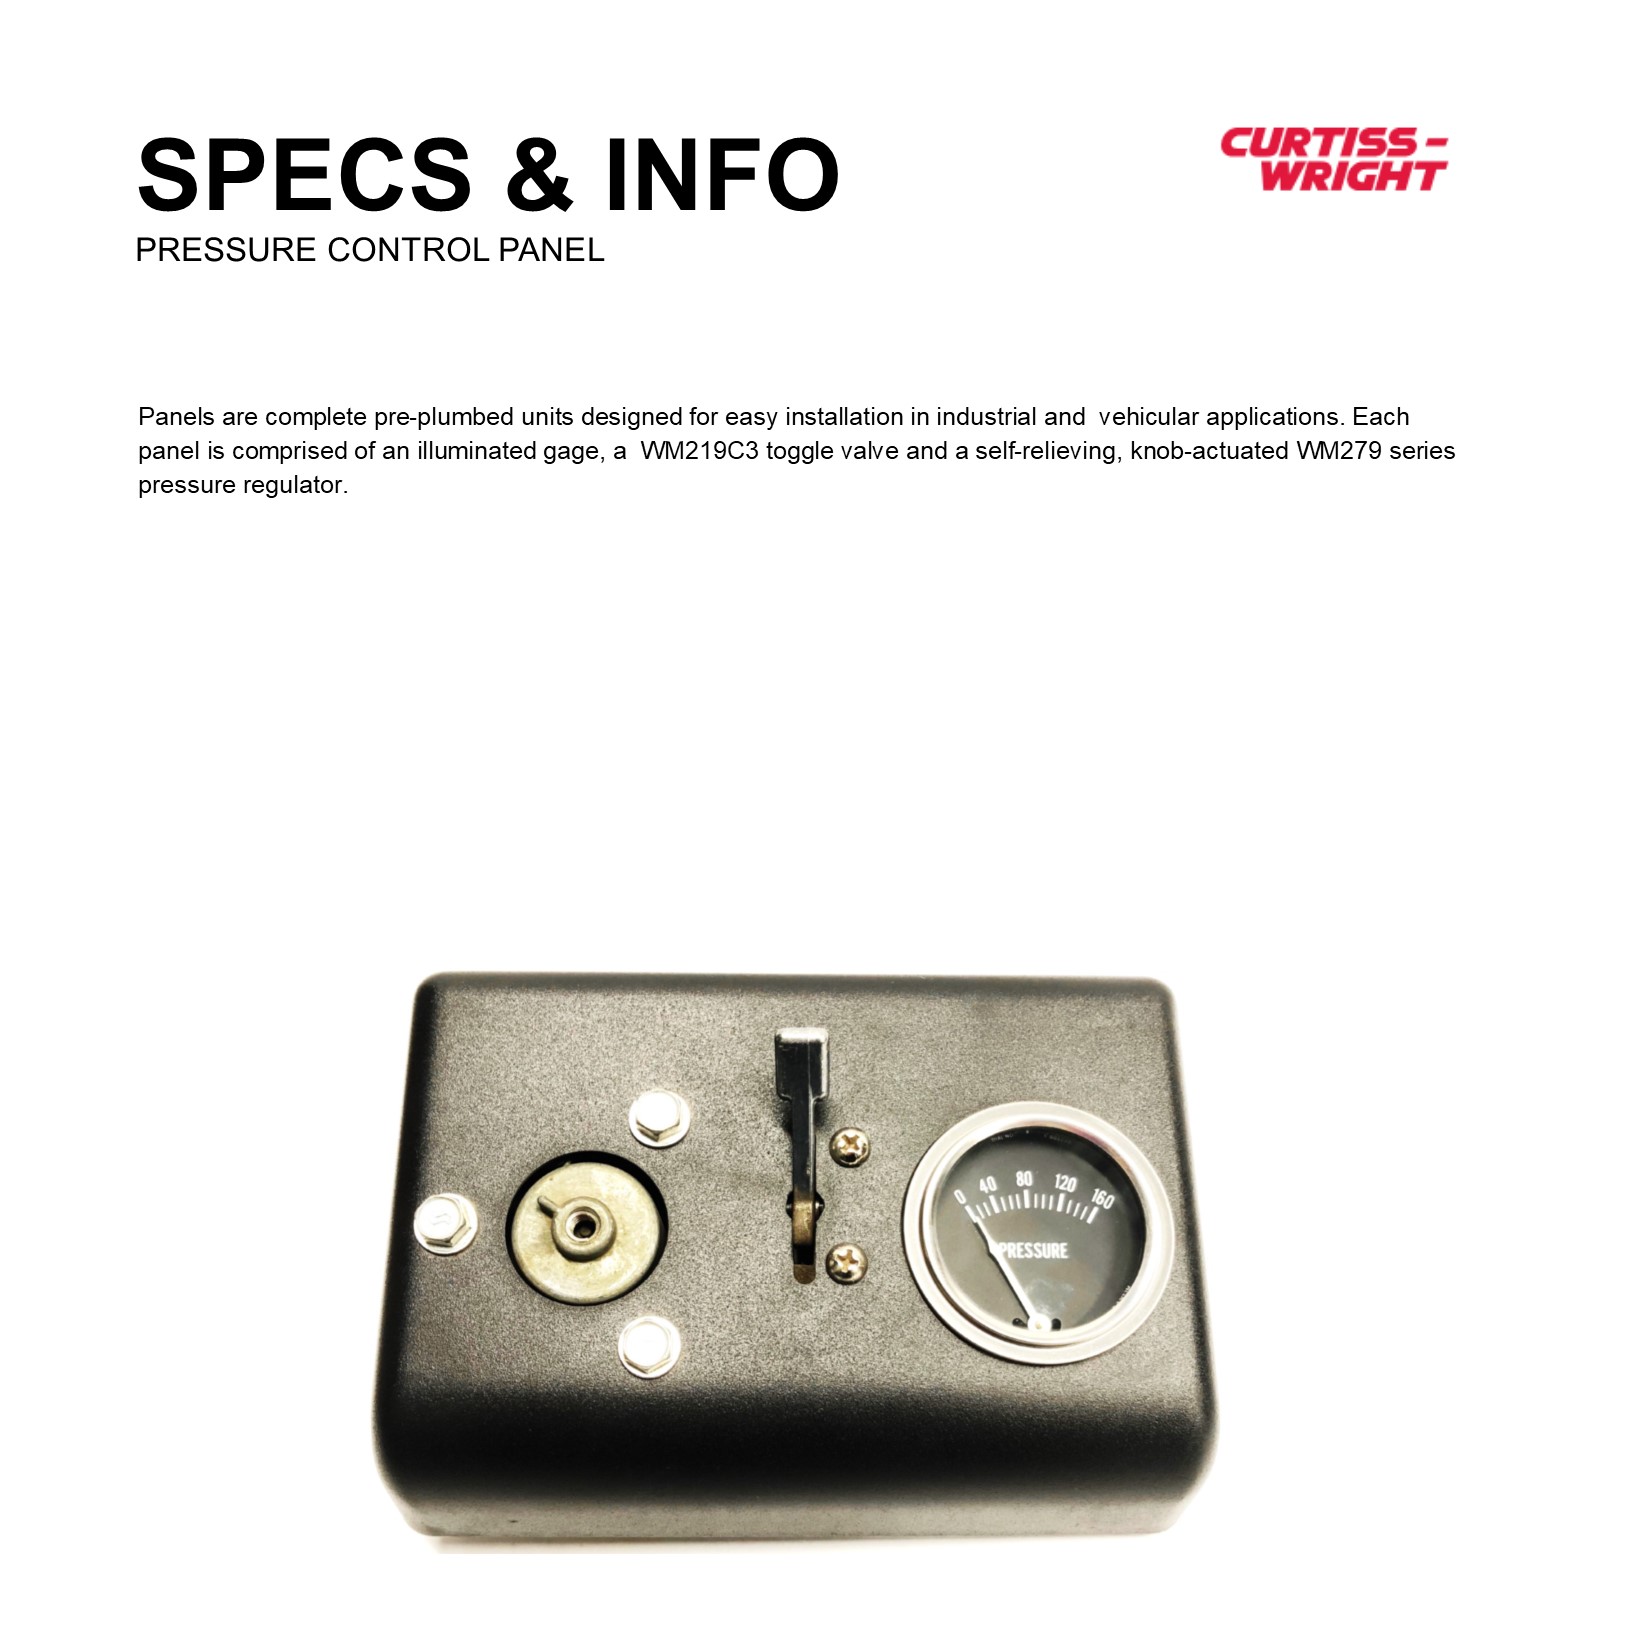 SPECS & INFO
PRESSURE CONTROL PANEL
CURTISS-
WRIGHT
Panels are complete pre-plumbed units designed for easy installation in industrial and vehicular applications. Each
panel is comprised of an illuminated gage, a WM219C3 toggle valve and a self-relieving, knob-actuated WM279 series
pressure regulator.
0 40 80 120 160
PRESSURE